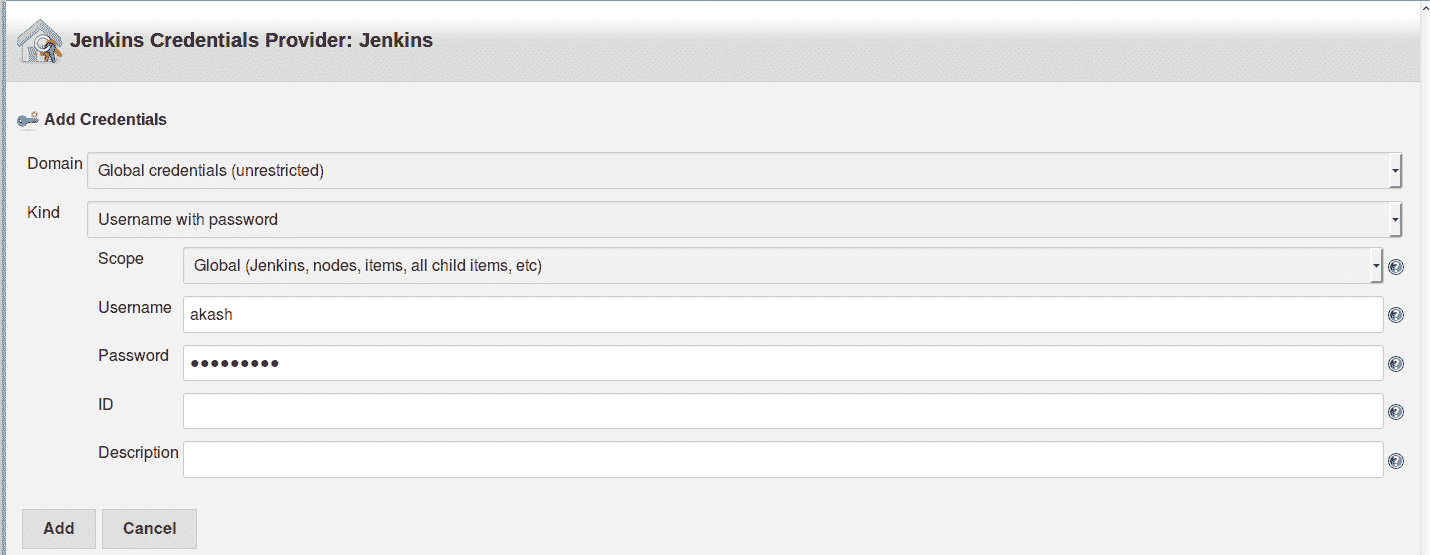 Jenkins Credentials Provider: Jenkins
Add Credentials
Domain Global credentials (unrestricted)
Kind Username with password
Scope Global (Jenkins, nodes, items, all child items, etc)
Username akash
Password ●●●●●●●●●
ID
Description
Add Cancel